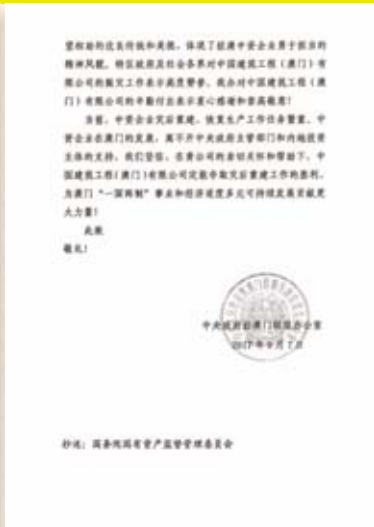 望相助的优良传统和美德，体现了驻澳中资企业勇于担当的
精神风貌。特区政府及社会各界对中国建筑工程（澳门）有
限公司的救灾工作表示高度赞誉。我办对中国建筑工程（澳
门）有限公司的辛勤付出表示衷心感谢和崇高敬意！
当前，中资企业灾后重建、恢复生产工作任务繁重。中
资企业在澳门的发展，离不开中央政府主管部门和内地投资
主体的支持。我们坚信，在贵公司的亲切关怀和帮助下，中
国建筑工程（澳门）有限公司定能夺取灾后重建工作的胜利，
为澳门“一国两制”事业和经济适度多元可持续发展贡献更
大力量！
此致
敬礼！
中央政府驻澳门联络办公室
2017年9月7日
抄送：国务院国有资产监督管理委员会